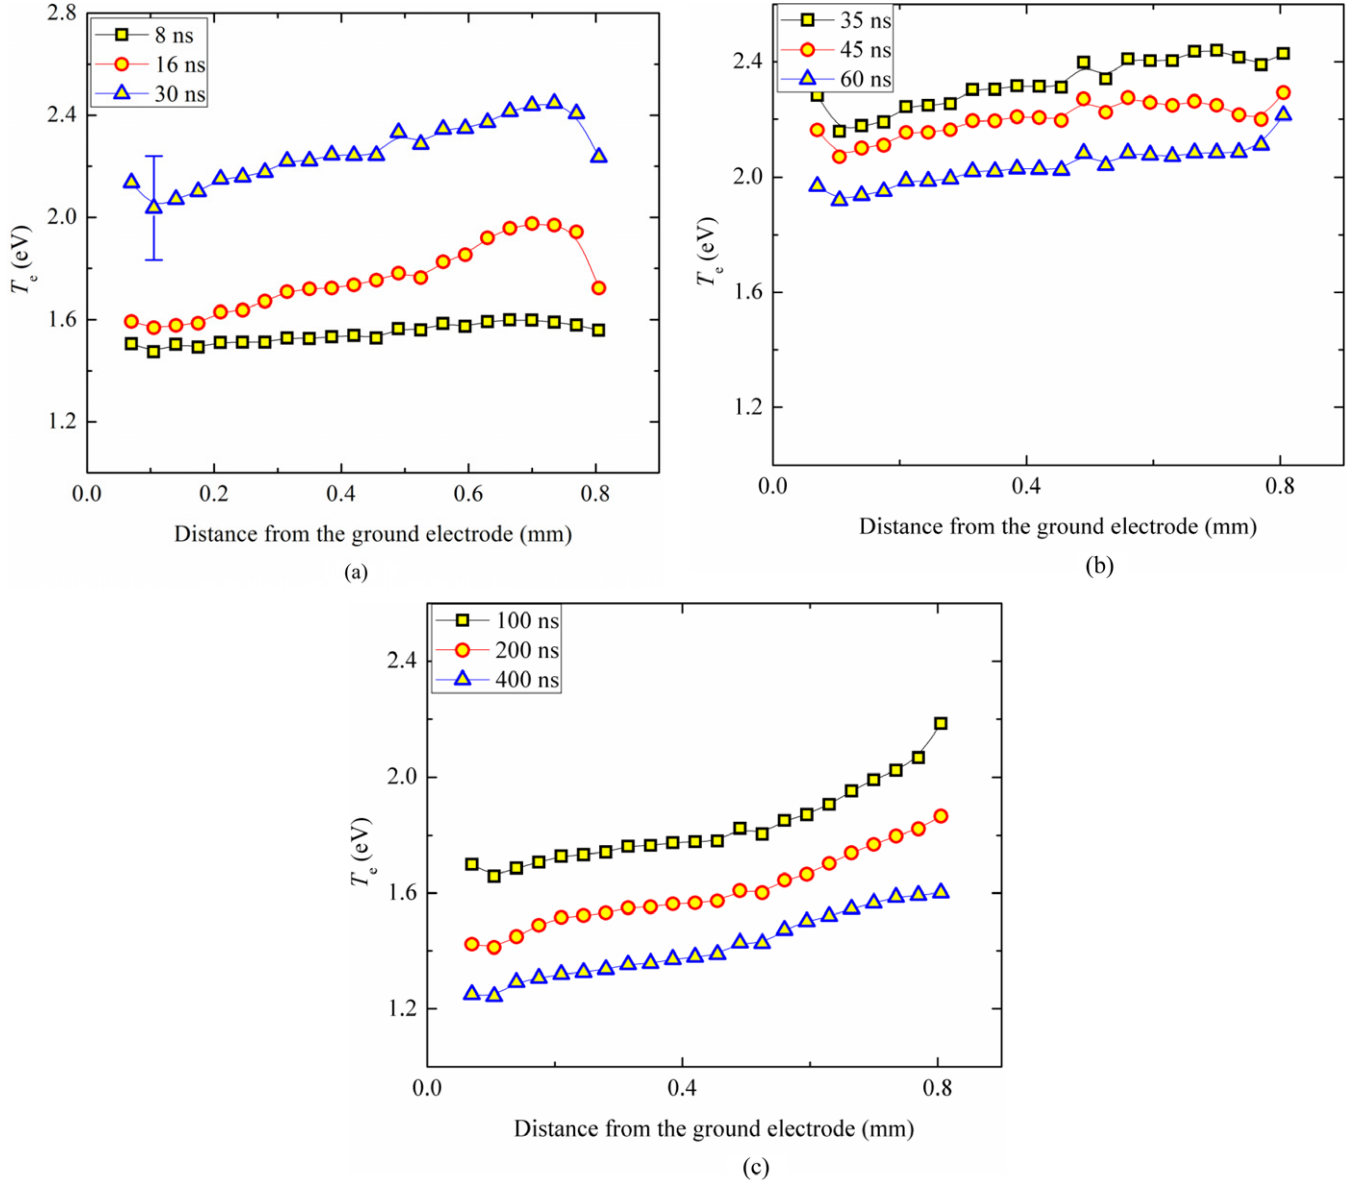 2.8
2.4
2.0
1.6
1.2
Te (eV)
8 ns
16 ns
30 ns
0.0 0.2 0.4 0.6 0.8
Distance from the ground electrode (mm)
(a)
2.4
2.0
1.6
1.2
Te (eV)
35 ns
45 ns
60 ns
0.0 0.4 0.8
Distance from the ground electrode (mm)
(b)
2.4
2.0
1.6
1.2
Te (eV)
100 ns
200 ns
400 ns
0.0 0.4 0.8
Distance from the ground electrode (mm)
(c)